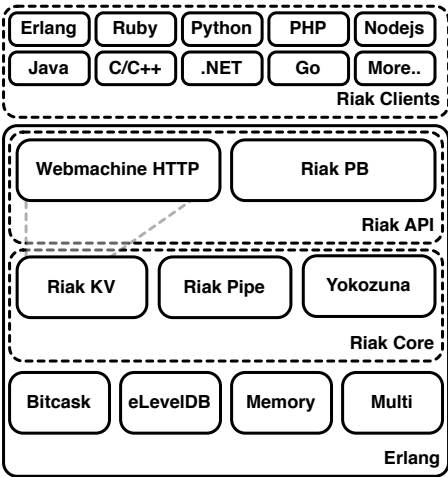 Erlang Ruby Python PHP Nodejs
Java C/C++ .NET Go More..
Riak Clients
Webmachine HTTP Riak PB
Riak API
Riak KV Riak Pipe Yokozuna
Riak Core
Bitcask eLevelDB Memory Multi
Erlang